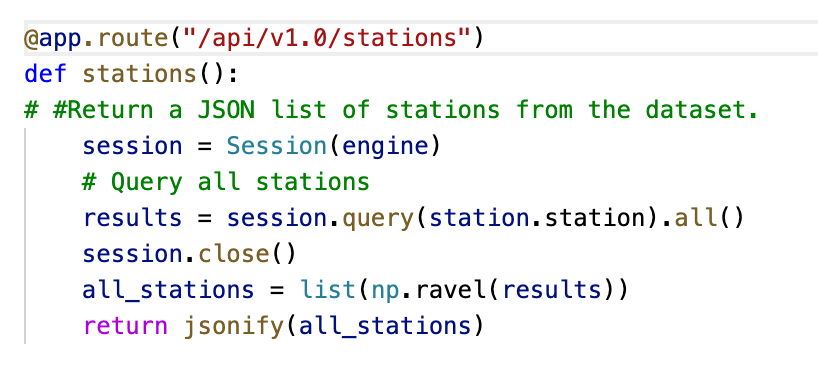 @app.route("/api/v1.0/stations")
def stations():
# #Return a JSON list of stations from the dataset.
    session = Session(engine)
    # Query all stations
    results = session.query(station.station).all()
    session.close()
    all_stations = list(np.ravel(results))
    return jsonify(all_stations)